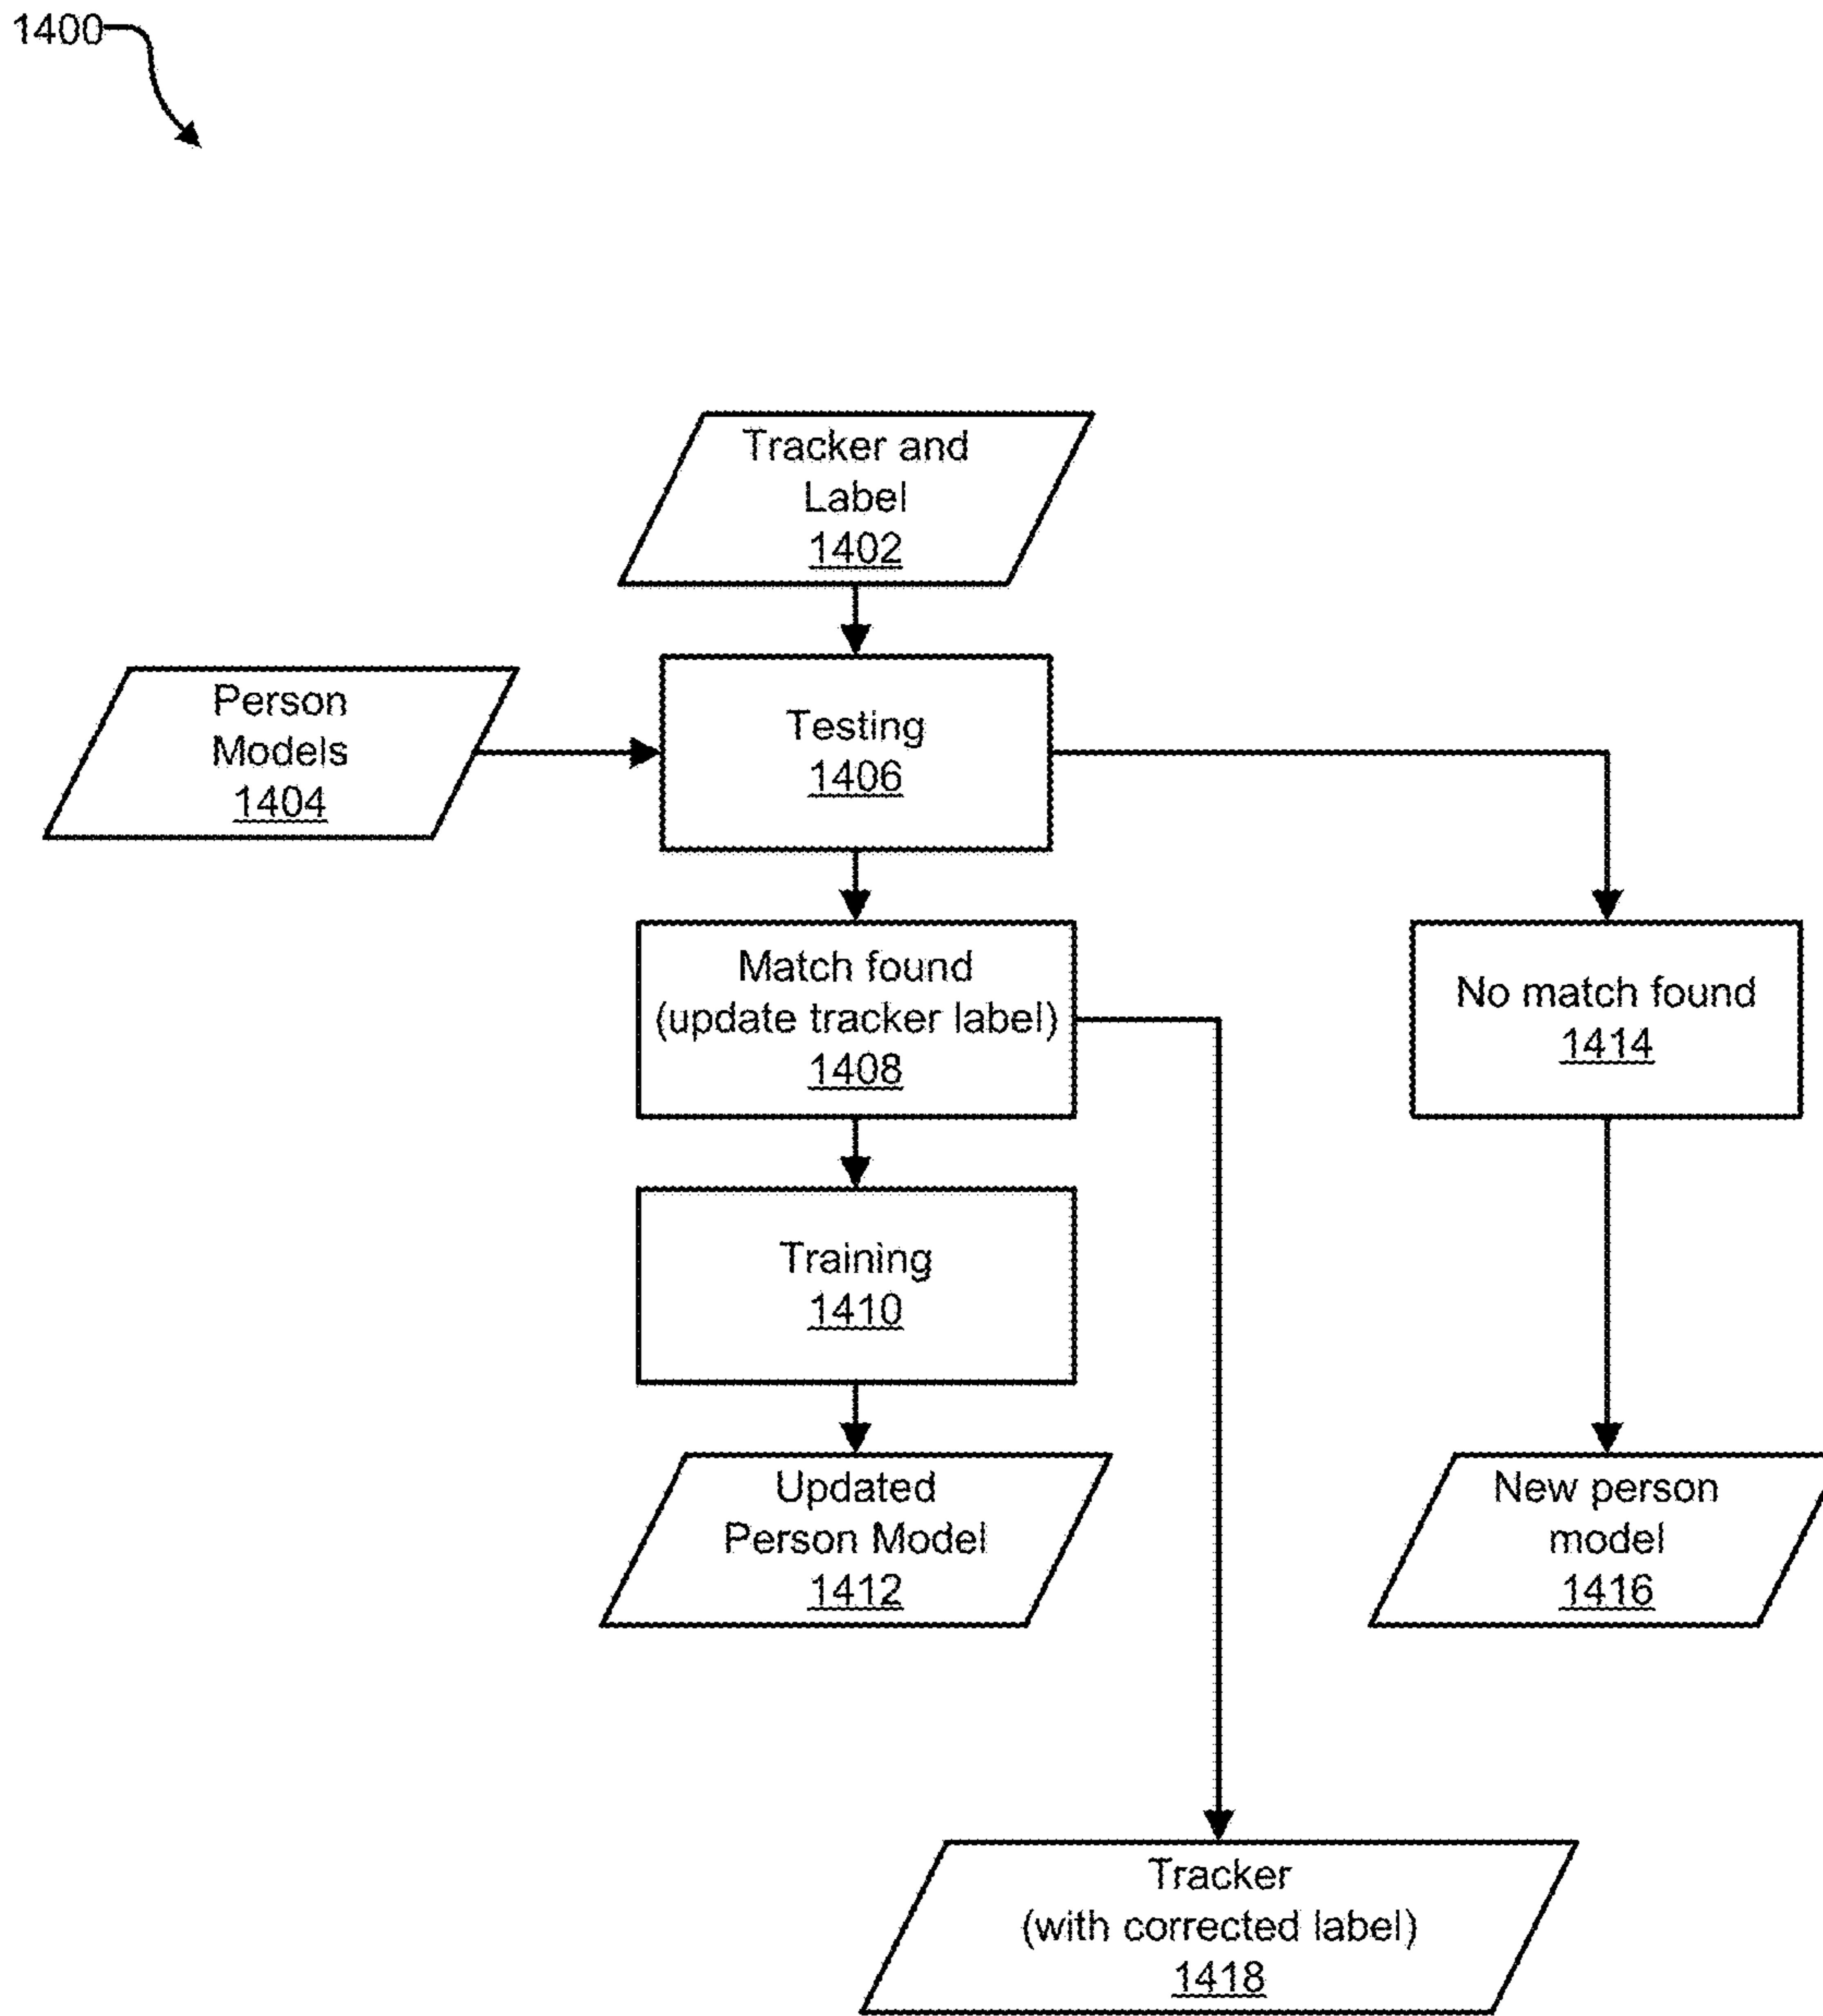 1400
Tracker and
Label
1402
Person
Models
1404
Testing
1406
Match found
(update tracker label)
1408
No match found
1414
Training
1410
Updated
Person Model
1412
New person
model
1416
Tracker
(with corrected label)
1418